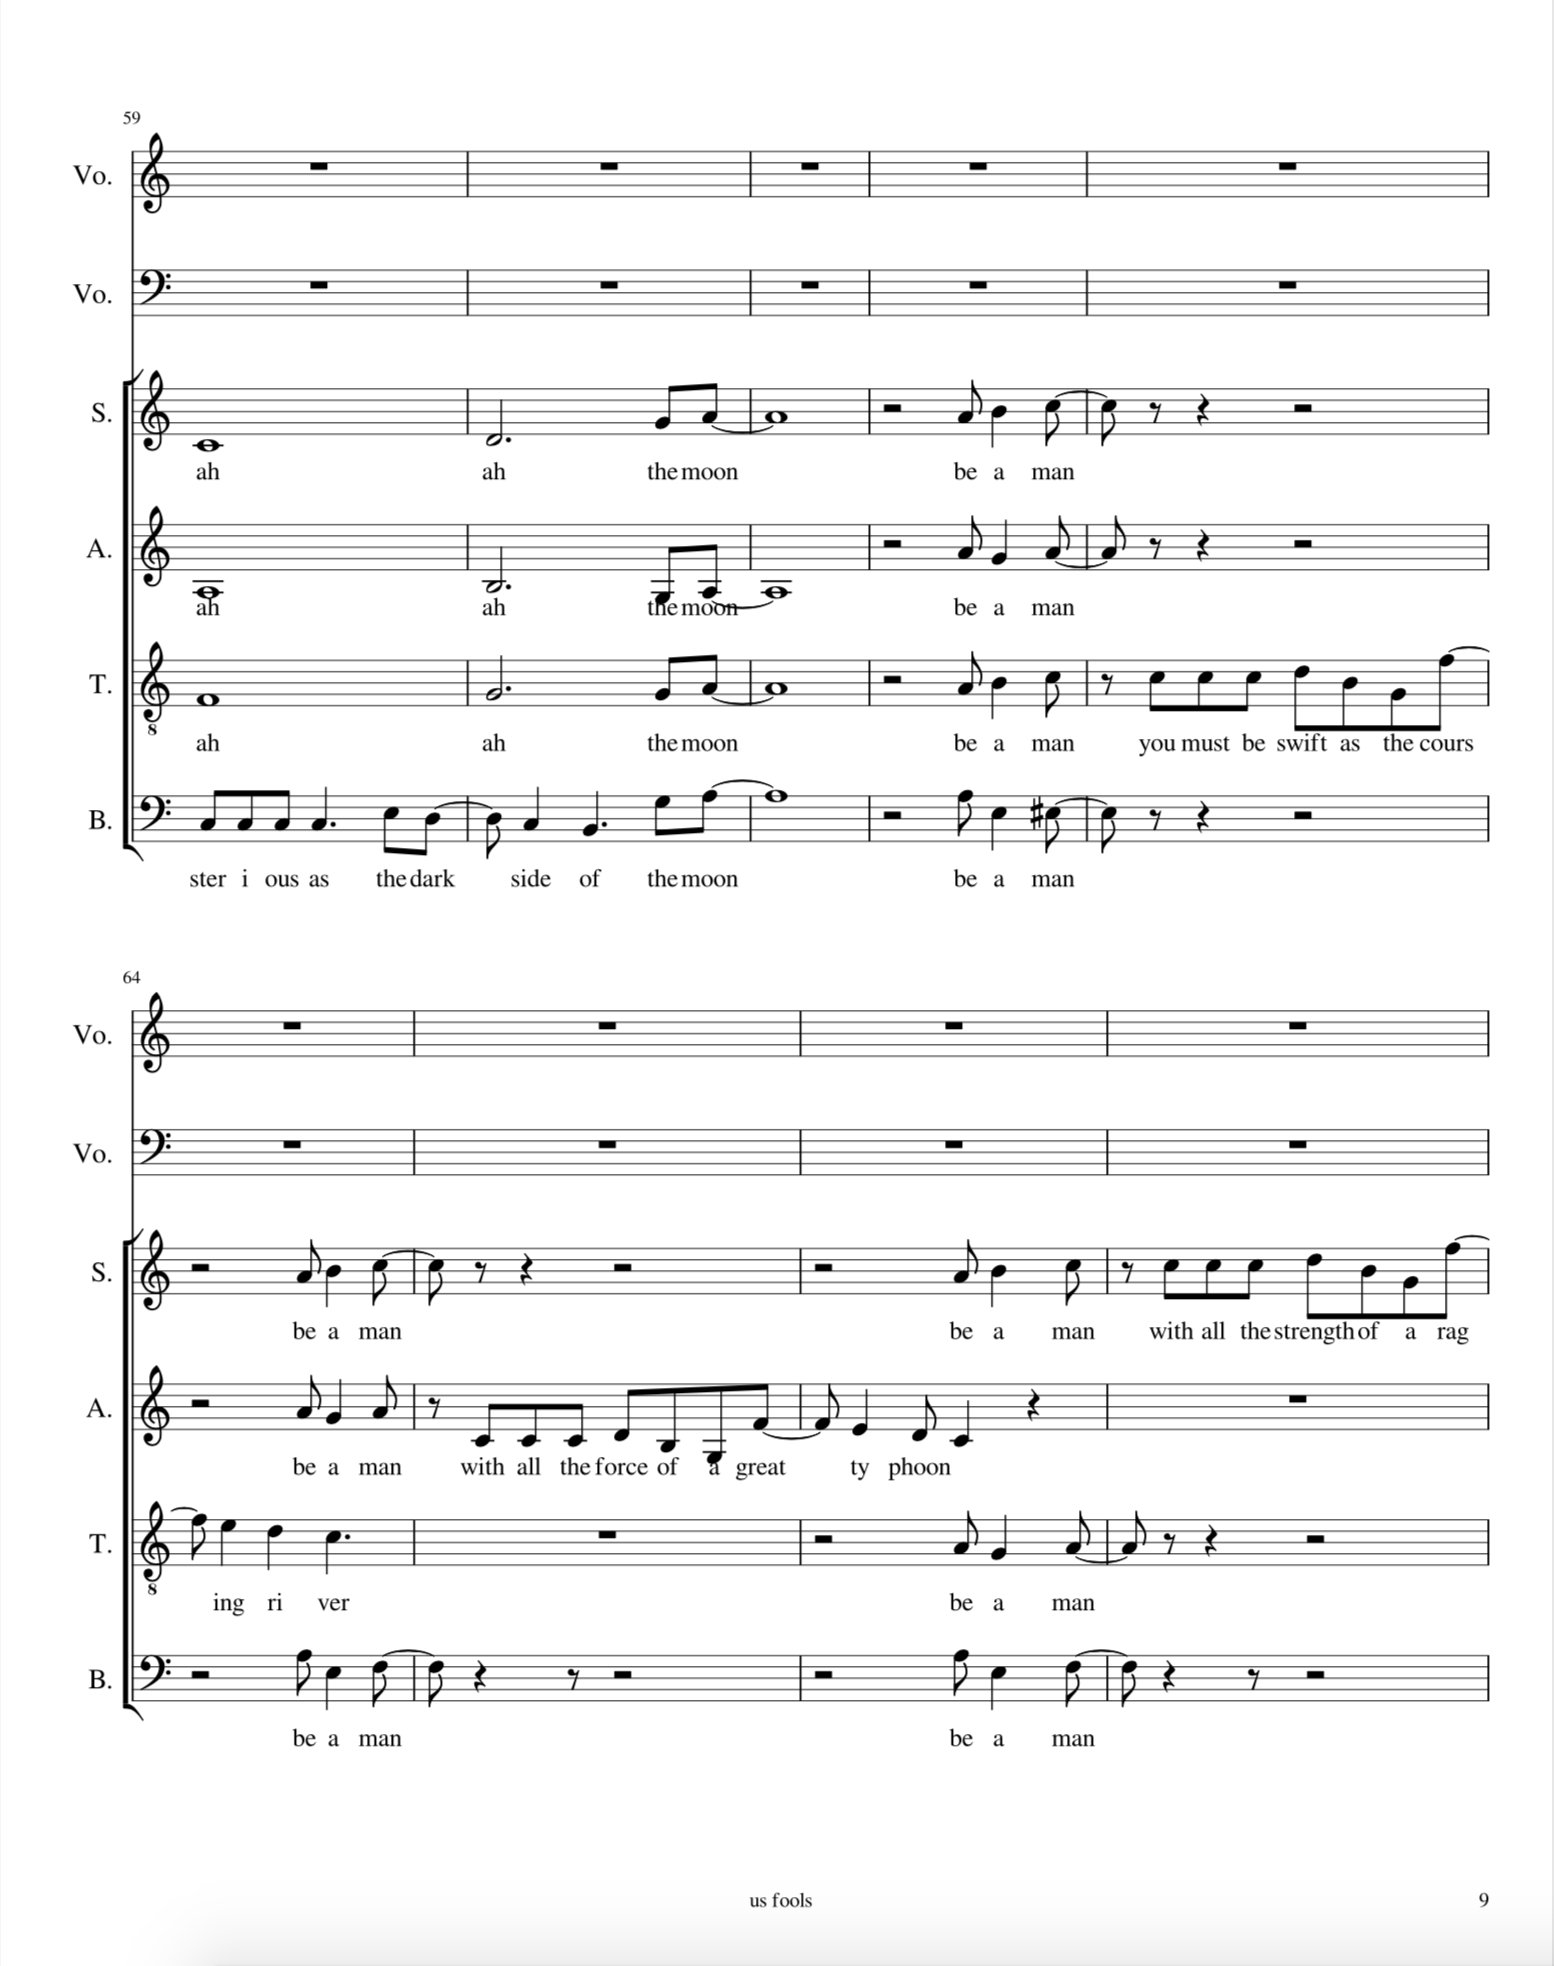 59
Vo.
Vo.
S.
ah ah the moon be a man
A.
ah ah the moon be a man
T.
8
ah ah the moon be a man you must be swift as the cours
B.
ster i ous as the dark side of the moon be a man
64
Vo.
Vo.
S.
be a man be a man with all the strength of a rag
A.
be a man with all the force of a great ty phoon
T.
8
ing ri ver be a man
B.
be a man be a man
us fools
9